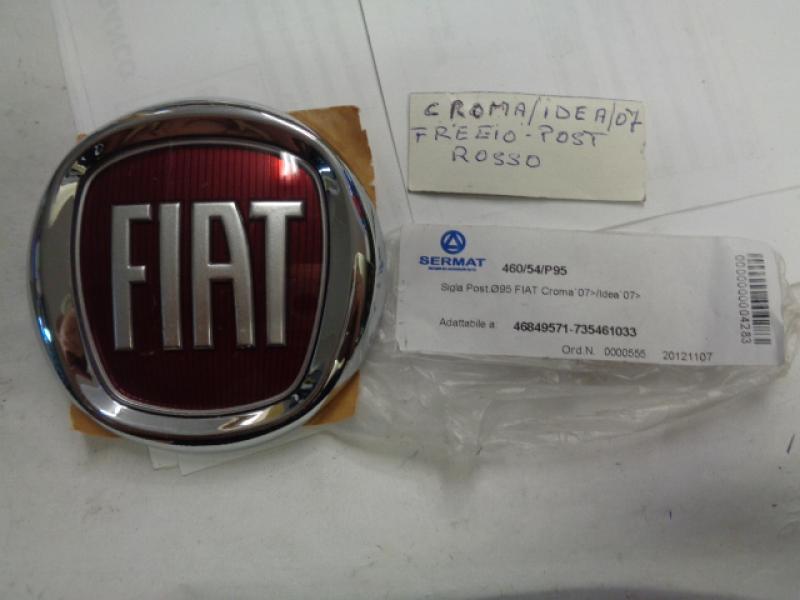 FIAT
CROMA/IDEA/07
FREGIO-POST
ROSSO
SERMAT
460/54/P95
Sigla Post.Ø95 FIAT Croma´07>/Idea´07>
Adattabile a: 46849571-735461033
Ord.N. 0000555 20121107
00000000004283